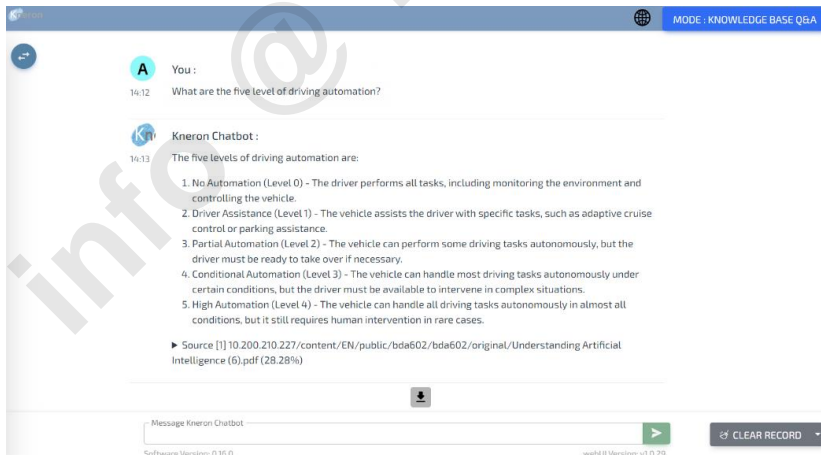 Kneron
MODE : KNOWLEDGE BASE Q&A
A
You :
14:12
What are the five level of driving automation?
Kn
Kneron Chatbot :
14:13
The five levels of driving automation are:
1. No Automation (Level 0) - The driver performs all tasks, including monitoring the environment and
controlling the vehicle.
2. Driver Assistance (Level 1) - The vehicle assists the driver with specific tasks, such as adaptive cruise
control or parking assistance.
3. Partial Automation (Level 2) - The vehicle can perform some driving tasks autonomously, but the
driver must be ready to take over if necessary.
4. Conditional Automation (Level 3) - The vehicle can handle most driving tasks autonomously under
certain conditions, but the driver must be available to intervene in complex situations.
5. High Automation (Level 4) - The vehicle can handle all driving tasks autonomously in almost all
conditions, but it still requires human intervention in rare cases.
▶ Source [1] 10.200.210.227/content/EN/public/bda602/bda602/original/Understanding Artificial
Intelligence (6).pdf (28.28%)
Message Kneron Chatbot
CLEAR RECORD
Software Version: 0.16.0
webUI Version: v1.0.29
info @